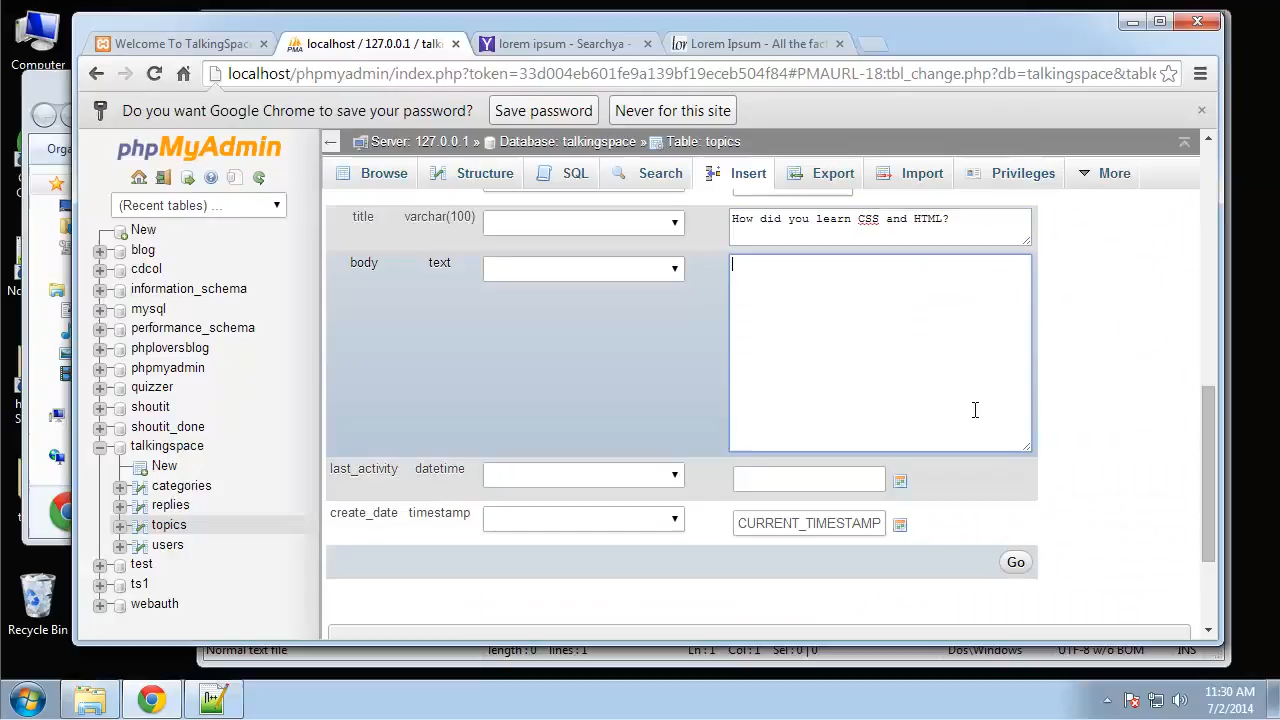 Computer
Welcome To TalkingSpac
localhost / 127.0.0.1 / talk
lorem ipsum - Searchya -
Lorem Ipsum - All the fact
localhost/phpmyadmin/index.php?token=33d004eb601fe9a139bf19eceb504f84#PMAURL-18:tbl_change.php?db=talkingspace&table
Do you want Google Chrome to save your password?
Save password
Never for this site
Orga
phpMyAdmin
(Recent tables) ...
New
blog
cdcol
information_schema
mysql
performance_schema
phploversblog
phpmyadmin
quizzer
shoutit
shoutit_done
talkingspace
New
categories
replies
topics
users
test
ts1
webauth
Server: 127.0.0.1 » Database: talkingspace » Table: topics
Browse
Structure
SQL
Search
Insert
Export
Import
Privileges
More
title varchar(100) How did you learn CSS and HTML?
body text
last_activity datetime
create_date timestamp CURRENT_TIMESTAMP
Go
Recycle Bin
Normal text file length : 0 lines : 1 Ln : 1 Col : 1 Sel : 0 | 0 Dos\Windows UTF-8 w/o BOM INS
11:30 AM
7/2/2014